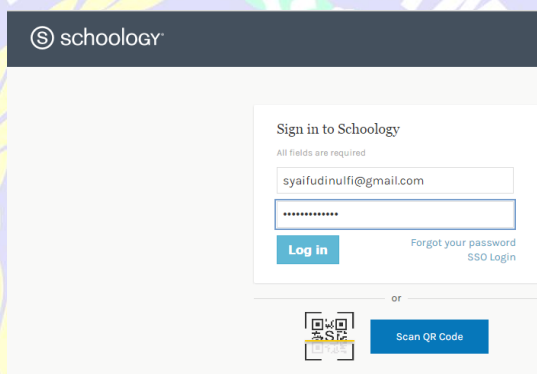 S schoology
Sign in to Schoology
All fields are required
syaifudinulfi@gmail.com
•••••••••••••
Log in
Forgot your password
SSO Login
or
S
Scan QR Code